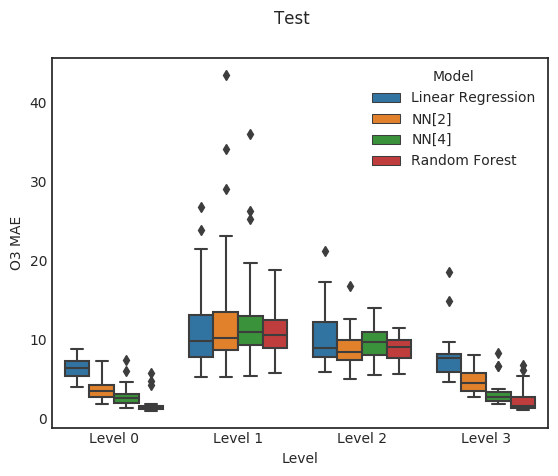 Test
O3 MAE
40
30
20
10
0
Model
Linear Regression
NN[2]
NN[4]
Random Forest
Level 0 Level 1 Level 2 Level 3
Level